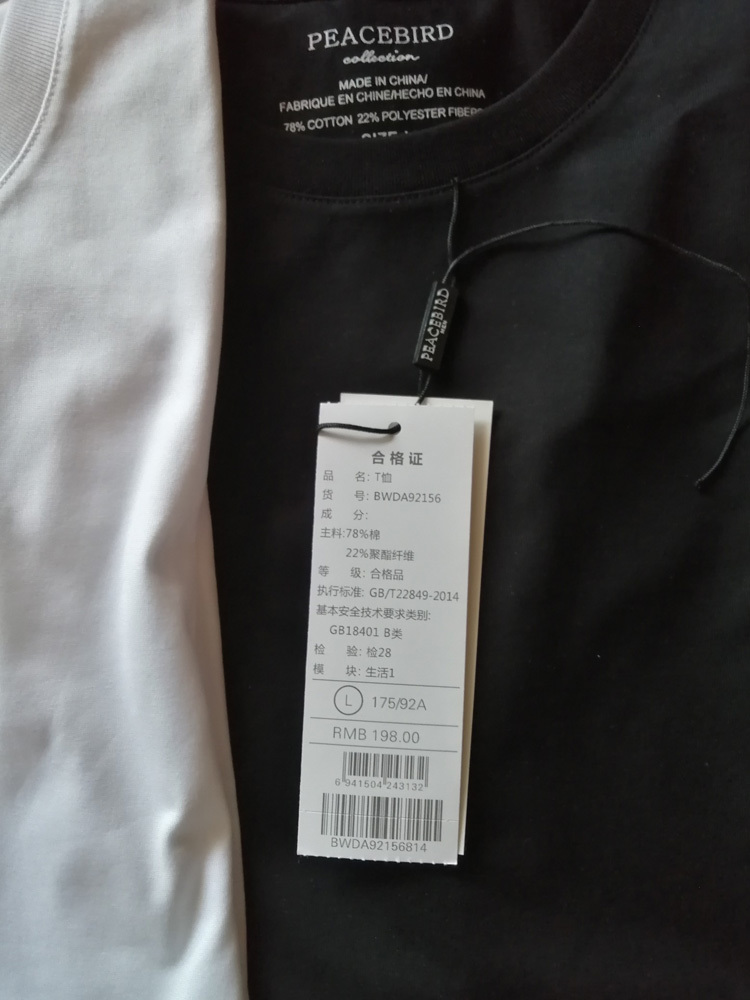 PEACEBIRD
collection
MADE IN CHINA/
FABRIQUE EN CHINE/HECHO EN CHINA
78% COTTON 22% POLYESTER FIBER
PEACEBIRD
MEN
合格证
品 名: T恤
货 号: BWDA92156
成 分:
主料:78%棉
22%聚酯纤维
等 级: 合格品
执行标准: GB/T22849-2014
基本安全技术要求类别:
GB18401 B类
检 验: 检28
模 块: 生活1
L 175/92A
RMB 198.00
6 941504 243132
BWDA92156814